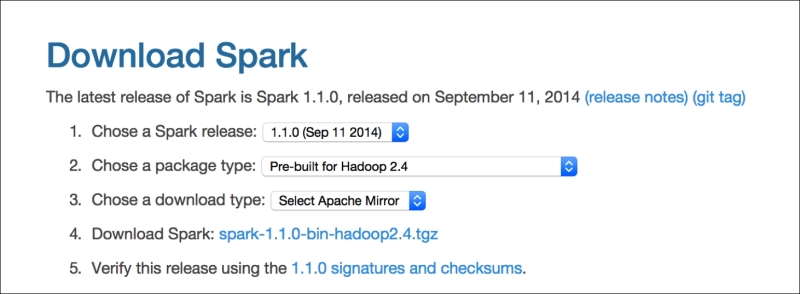 Download Spark
The latest release of Spark is Spark 1.1.0, released on September 11, 2014 (release notes) (git tag)
1. Chose a Spark release: 1.1.0 (Sep 11 2014)
2. Chose a package type: Pre-built for Hadoop 2.4
3. Chose a download type: Select Apache Mirror
4. Download Spark: spark-1.1.0-bin-hadoop2.4.tgz
5. Verify this release using the 1.1.0 signatures and checksums.